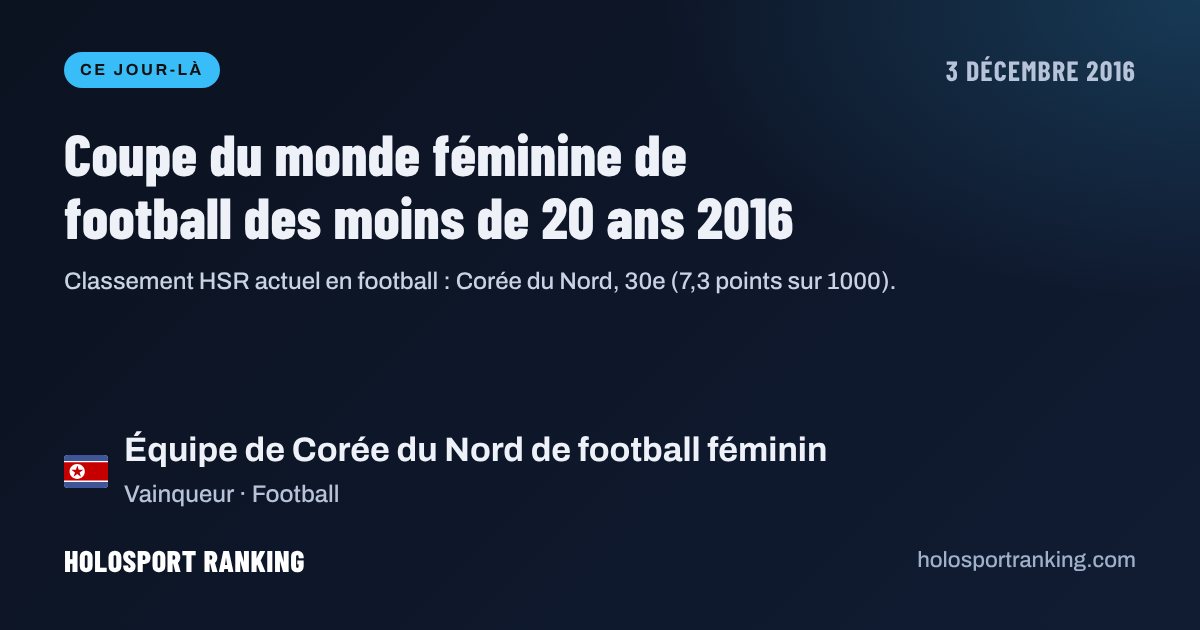 CE JOUR-LÀ
3 DÉCEMBRE 2016
Coupe du monde féminine de
football des moins de 20 ans 2016
Classement HSR actuel en football : Corée du Nord, 30e (7,3 points sur 1000).
Équipe de Corée du Nord de football féminin
Vainqueur · Football
HOLOSPORT RANKING
holosportranking.com